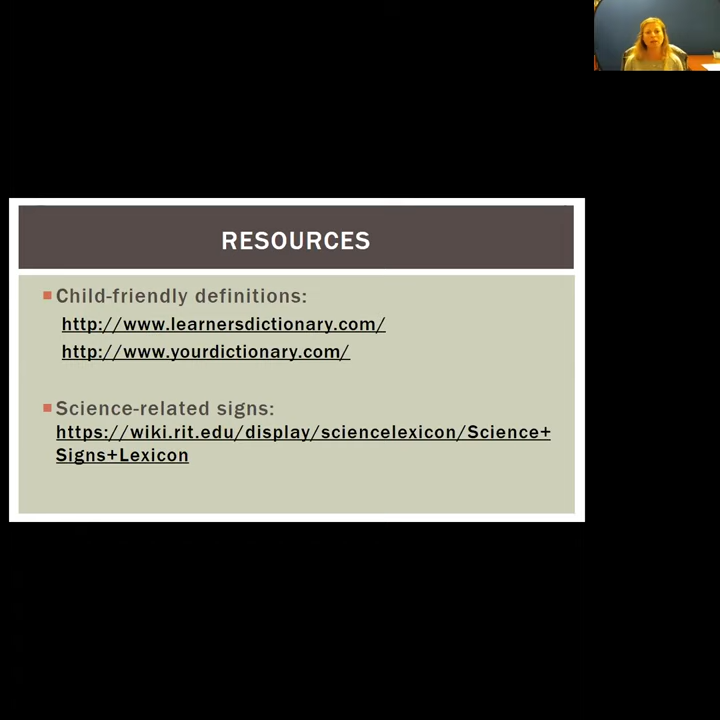 RESOURCES
Child-friendly definitions:
http://www.learnersdictionary.com/
http://www.yourdictionary.com/
Science-related signs:
https://wiki.rit.edu/display/sciencelexicon/Science+
Signs+Lexicon